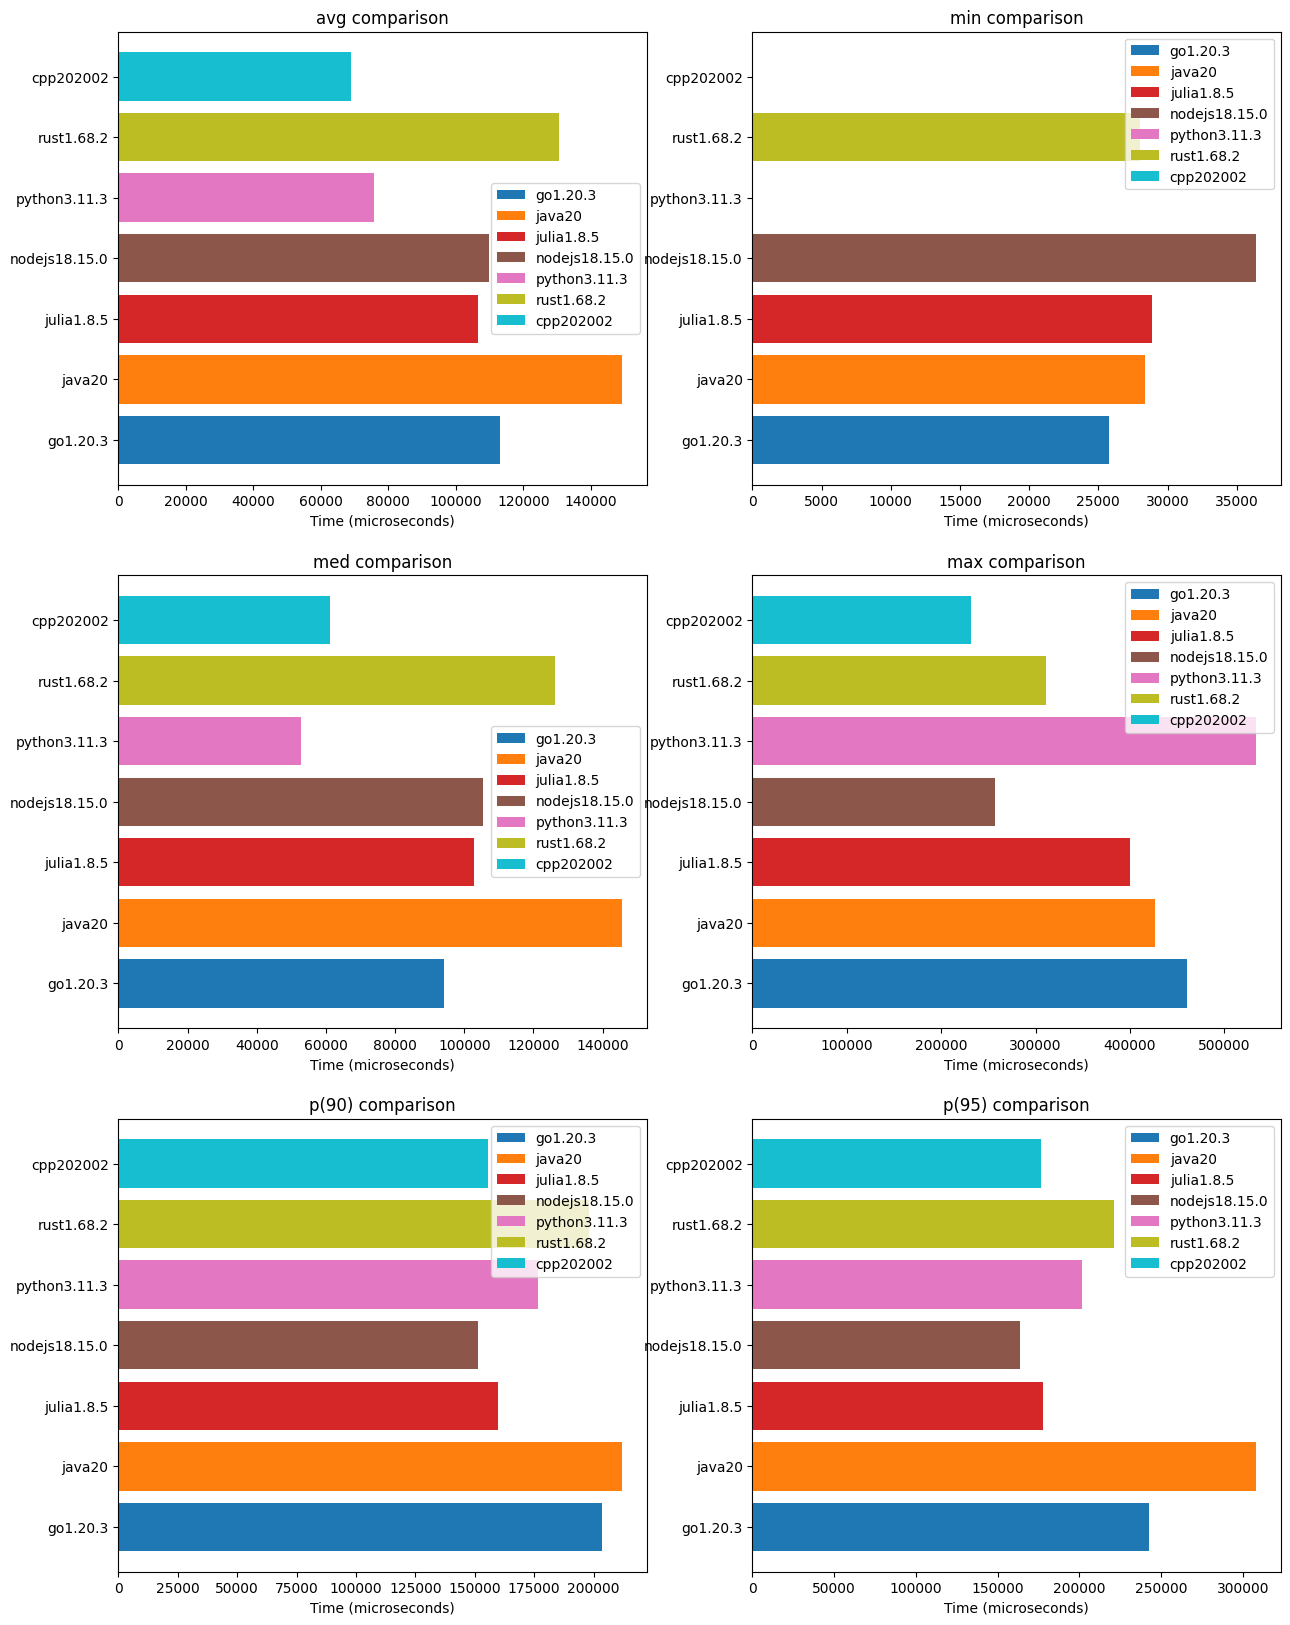 avg comparison
cpp202002
rust1.68.2
python3.11.3
nodejs18.15.0
julia1.8.5
java20
go1.20.3
go1.20.3
java20
julia1.8.5
nodejs18.15.0
python3.11.3
rust1.68.2
cpp202002
0 20000 40000 60000 80000 100000 120000 140000
Time (microseconds)
min comparison
cpp202002
rust1.68.2
python3.11.3
nodejs18.15.0
julia1.8.5
java20
go1.20.3
go1.20.3
java20
julia1.8.5
nodejs18.15.0
python3.11.3
rust1.68.2
cpp202002
0 5000 10000 15000 20000 25000 30000 35000
Time (microseconds)
med comparison
cpp202002
rust1.68.2
python3.11.3
nodejs18.15.0
julia1.8.5
java20
go1.20.3
go1.20.3
java20
julia1.8.5
nodejs18.15.0
python3.11.3
rust1.68.2
cpp202002
0 20000 40000 60000 80000 100000 120000 140000
Time (microseconds)
max comparison
cpp202002
rust1.68.2
python3.11.3
nodejs18.15.0
julia1.8.5
java20
go1.20.3
go1.20.3
java20
julia1.8.5
nodejs18.15.0
python3.11.3
rust1.68.2
cpp202002
0 100000 200000 300000 400000 500000
Time (microseconds)
p(90) comparison
cpp202002
rust1.68.2
python3.11.3
nodejs18.15.0
julia1.8.5
java20
go1.20.3
go1.20.3
java20
julia1.8.5
nodejs18.15.0
python3.11.3
rust1.68.2
cpp202002
0 25000 50000 75000 100000 125000 150000 175000 200000
Time (microseconds)
p(95) comparison
cpp202002
rust1.68.2
python3.11.3
nodejs18.15.0
julia1.8.5
java20
go1.20.3
go1.20.3
java20
julia1.8.5
nodejs18.15.0
python3.11.3
rust1.68.2
cpp202002
0 50000 100000 150000 200000 250000 300000
Time (microseconds)